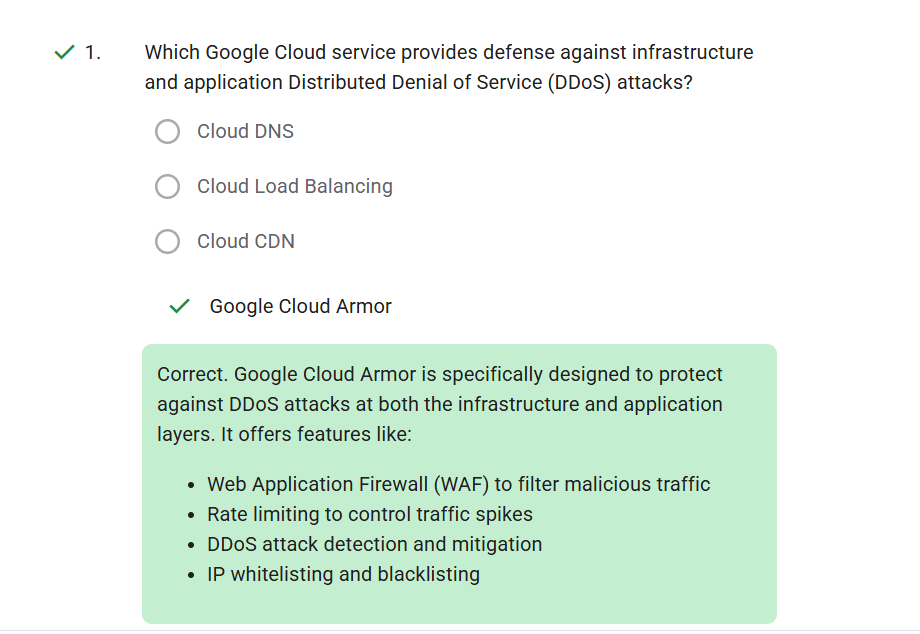 1. Which Google Cloud service provides defense against infrastructure
and application Distributed Denial of Service (DDoS) attacks?
Cloud DNS
Cloud Load Balancing
Cloud CDN
Google Cloud Armor
Correct. Google Cloud Armor is specifically designed to protect
against DDoS attacks at both the infrastructure and application
layers. It offers features like:
• Web Application Firewall (WAF) to filter malicious traffic
• Rate limiting to control traffic spikes
• DDoS attack detection and mitigation
• IP whitelisting and blacklisting